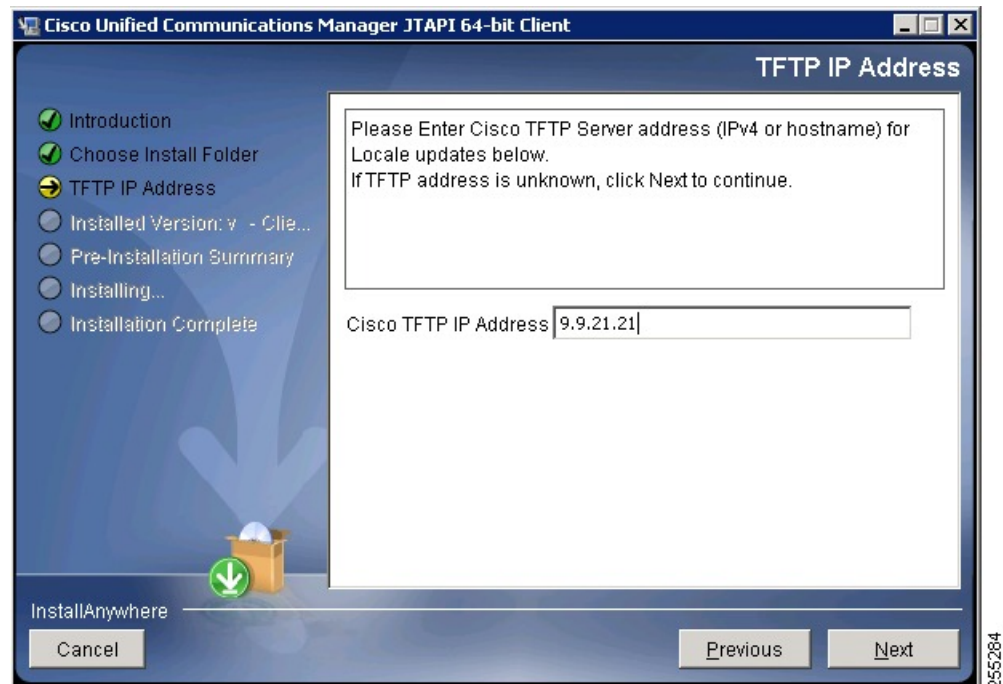 Cisco Unified Communications Manager JTAPI 64-bit Client
TFTP IP Address
Introduction
Choose Install Folder
TFTP IP Address
Installed Version: v - Clie...
Pre-Installation Summary
Installing...
Installation Complete
Please Enter Cisco TFTP Server address (IPv4 or hostname) for
Locale updates below.
If TFTP address is unknown, click Next to continue.
Cisco TFTP IP Address 9.9.21.21
InstallAnywhere
Cancel
Previous
Next
255284